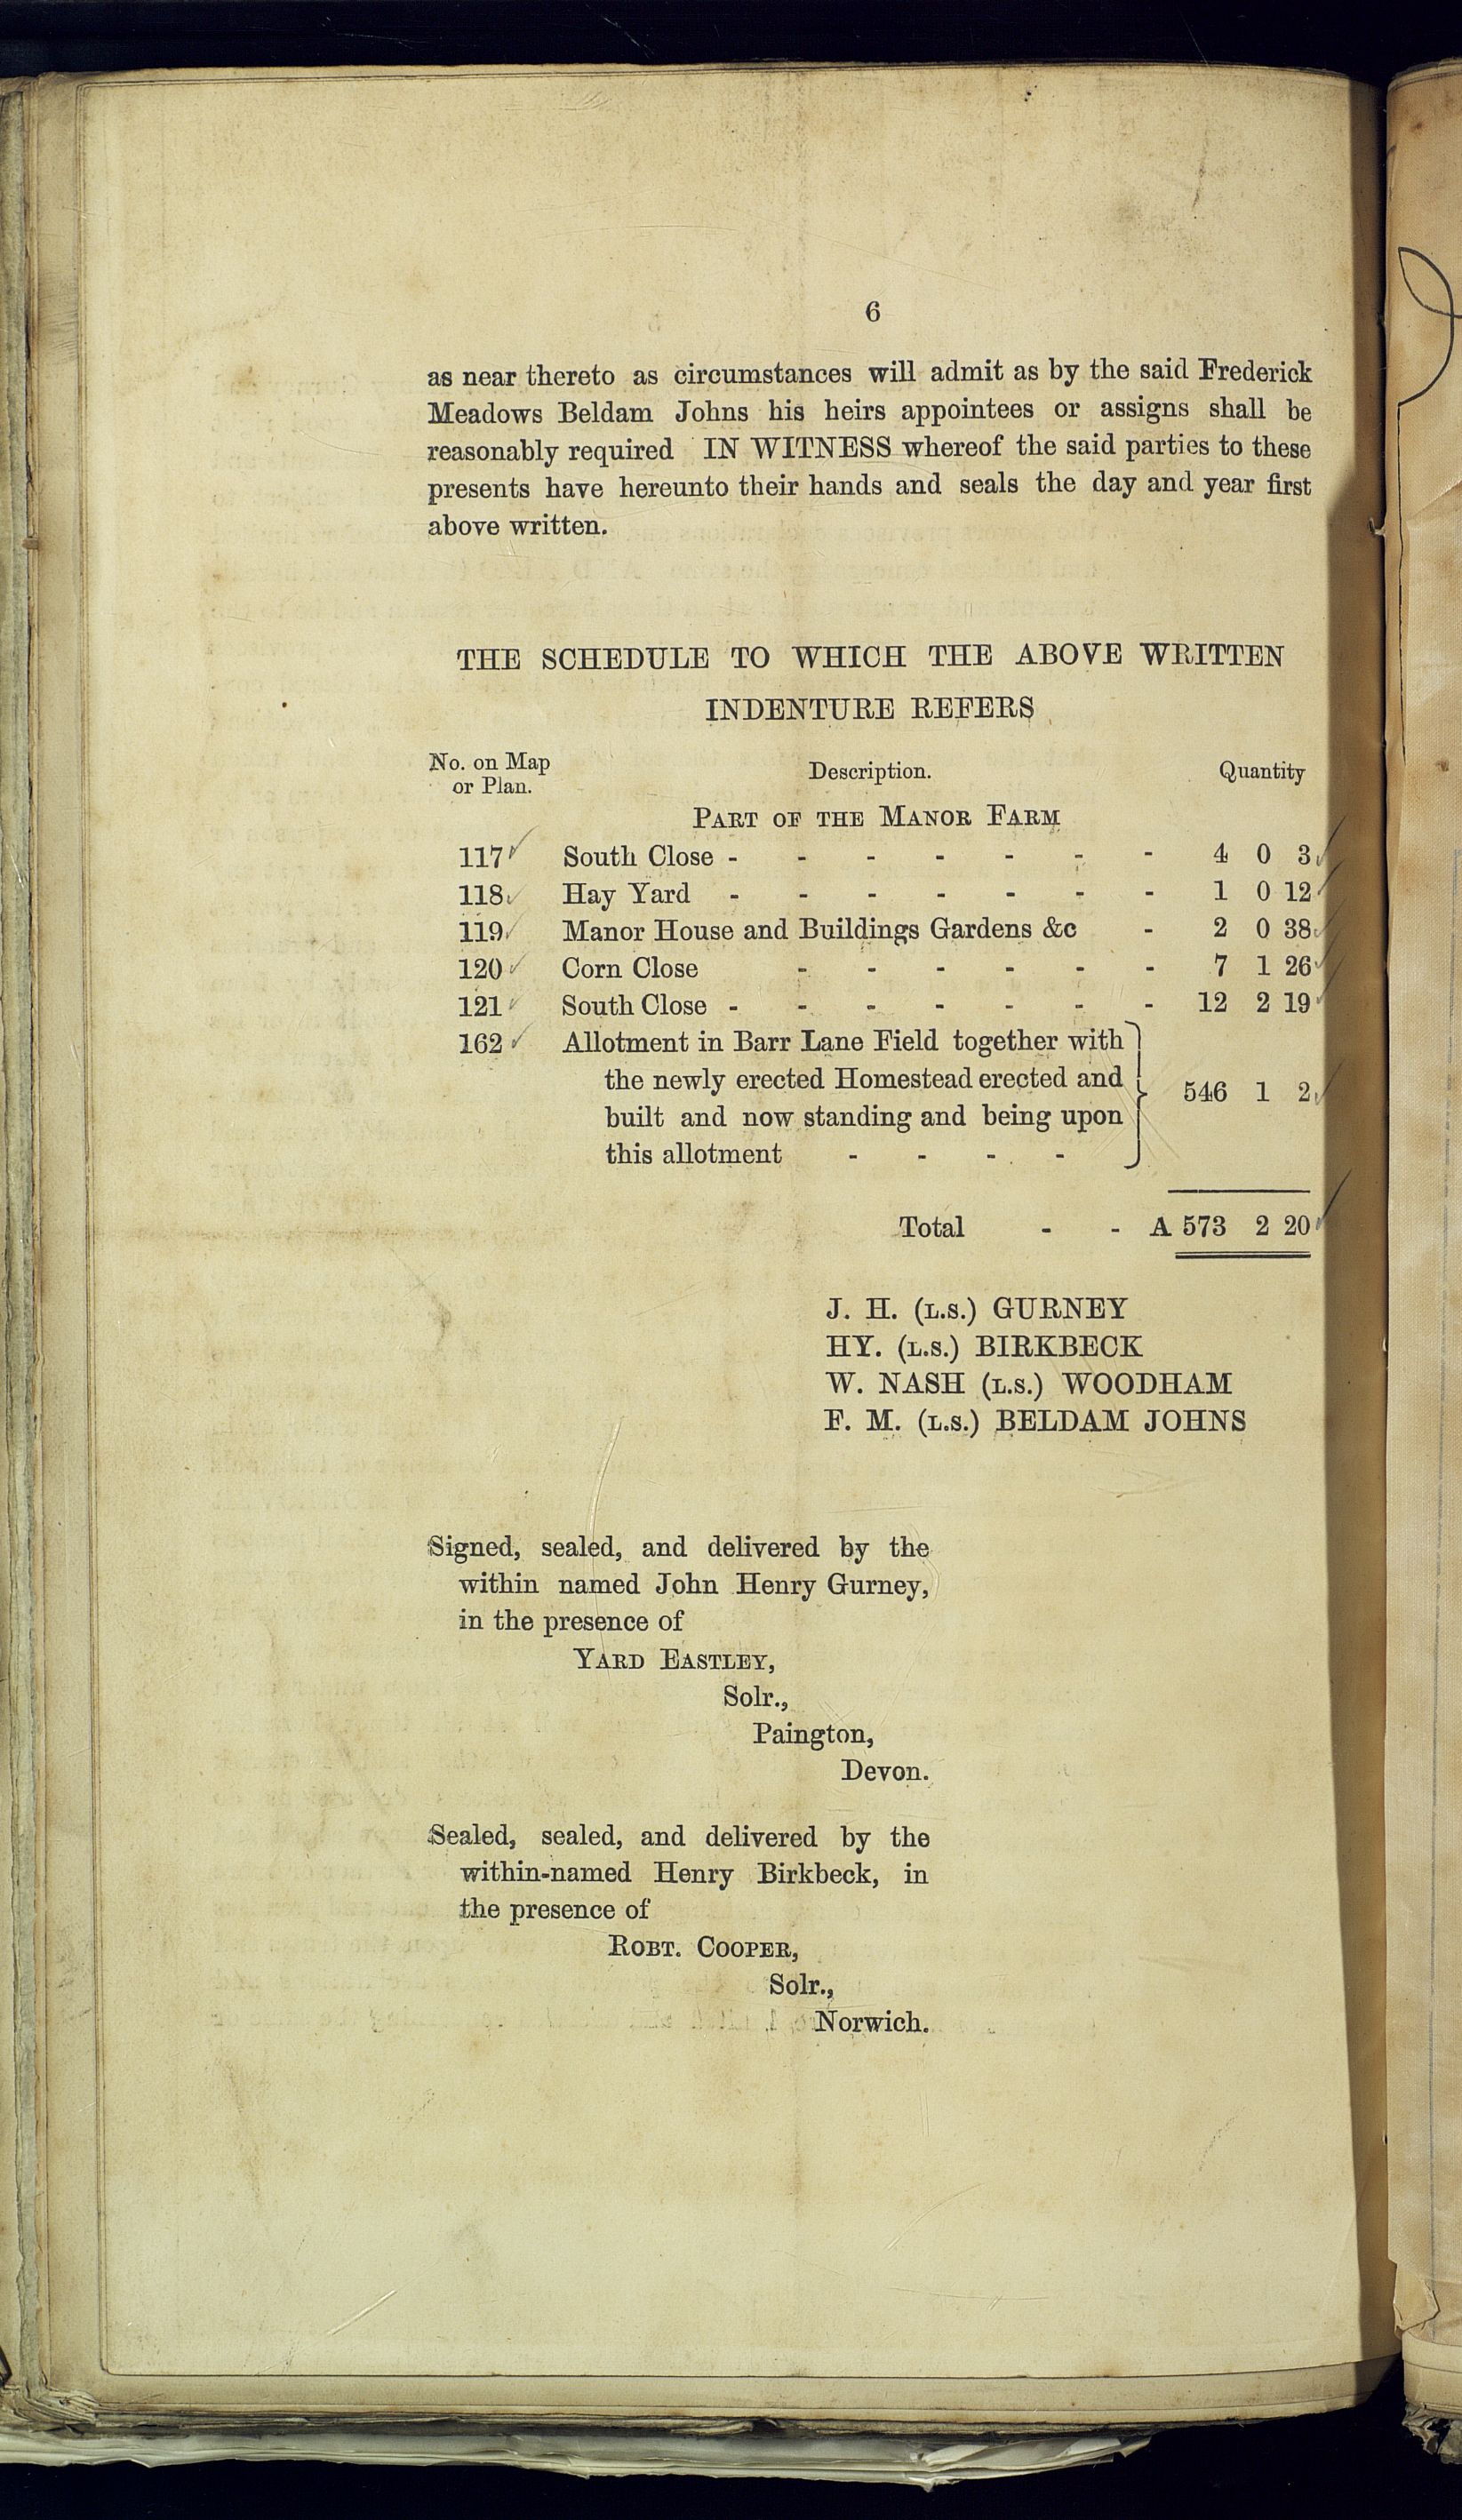 6
as near thereto as circumstances will admit as by the said Frederick
Meadows Beldam Johns his heirs appointees or assigns shall be
reasonably required IN WITNESS whereof the said parties to these
presents have hereunto their hands and seals the day and year first
above written.
THE SCHEDULE TO WHICH THE ABOVE WRITTEN
INDENTURE REFERS
No. on Map
or Plan.
Description.
Quantity
PART OF THE MANOR FARM
117 South Close - - - - - - - 4 0 3
118 Hay Yard - - - - - - - 1 0 12
119 Manor House and Buildings Gardens &c - 2 0 38
120 Corn Close - - - - - - 7 1 26
121 South Close - - - - - - - 12 2 19
162 Allotment in Barr Lane Field together with
the newly erected Homestead erected and
546 1 2
built and now standing and being upon
this allotment - - - -
Total - - A 573 2 20
J. H. (L.S.) GURNEY
HY. (L.S.) BIRKBECK
W. NASH (L.S.) WOODHAM
F. M. (L.S.) BELDAM JOHNS
Signed, sealed, and delivered by the
within named John Henry Gurney,
in the presence of
YARD EASTLEY,
Solr.,
Paington,
Devon.
Sealed, sealed, and delivered by the
within-named Henry Birkbeck, in
the presence of
ROBT. COOPER,
Solr.,
Norwich.